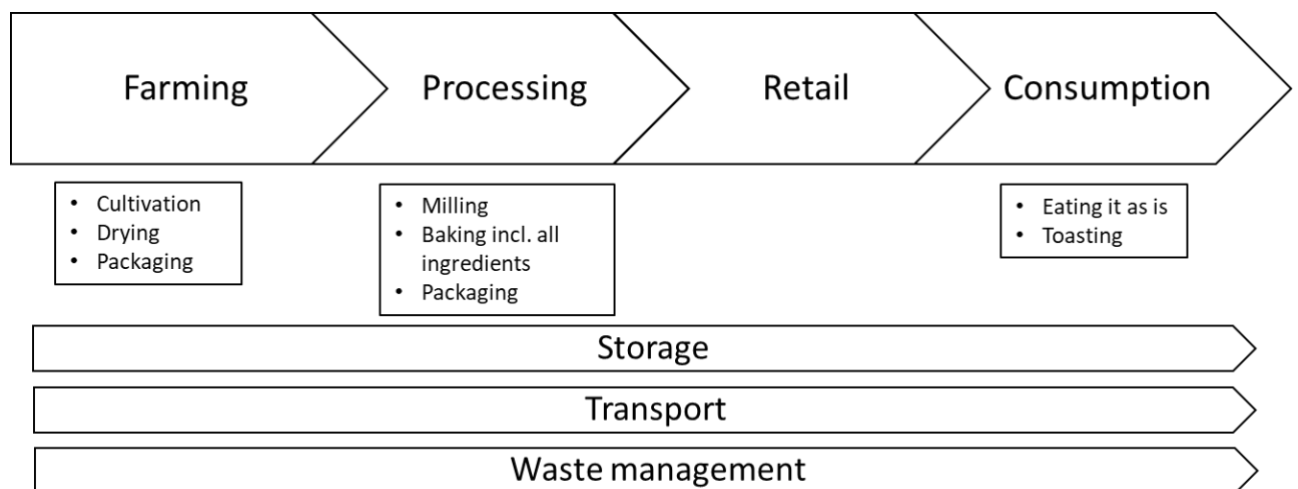 Farming
Processing
Retail
Consumption
• Cultivation
• Drying
• Packaging
• Milling
• Baking incl. all
ingredients
• Packaging
• Eating it as is
• Toasting
Storage
Transport
Waste management